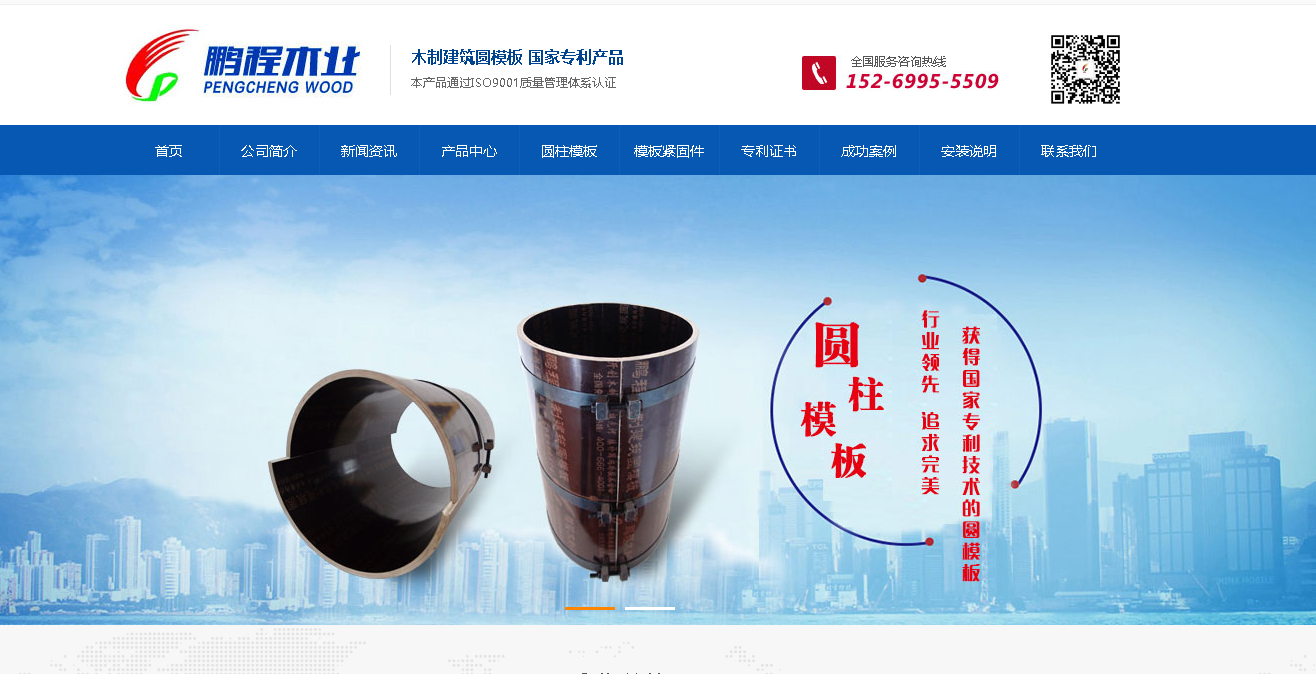 鹏程木业
PENGCHENG WOOD
木制建筑圆模板 国家专利产品
本产品通过ISO9001质量管理体系认证
全国服务咨询热线
152-6995-5509
首页
公司简介
新闻资讯
产品中心
圆柱模板
模板紧固件
专利证书
成功案例
安装说明
联系我们
圆柱模板
行业领先 追求完美
获得国家专利技术的圆模板